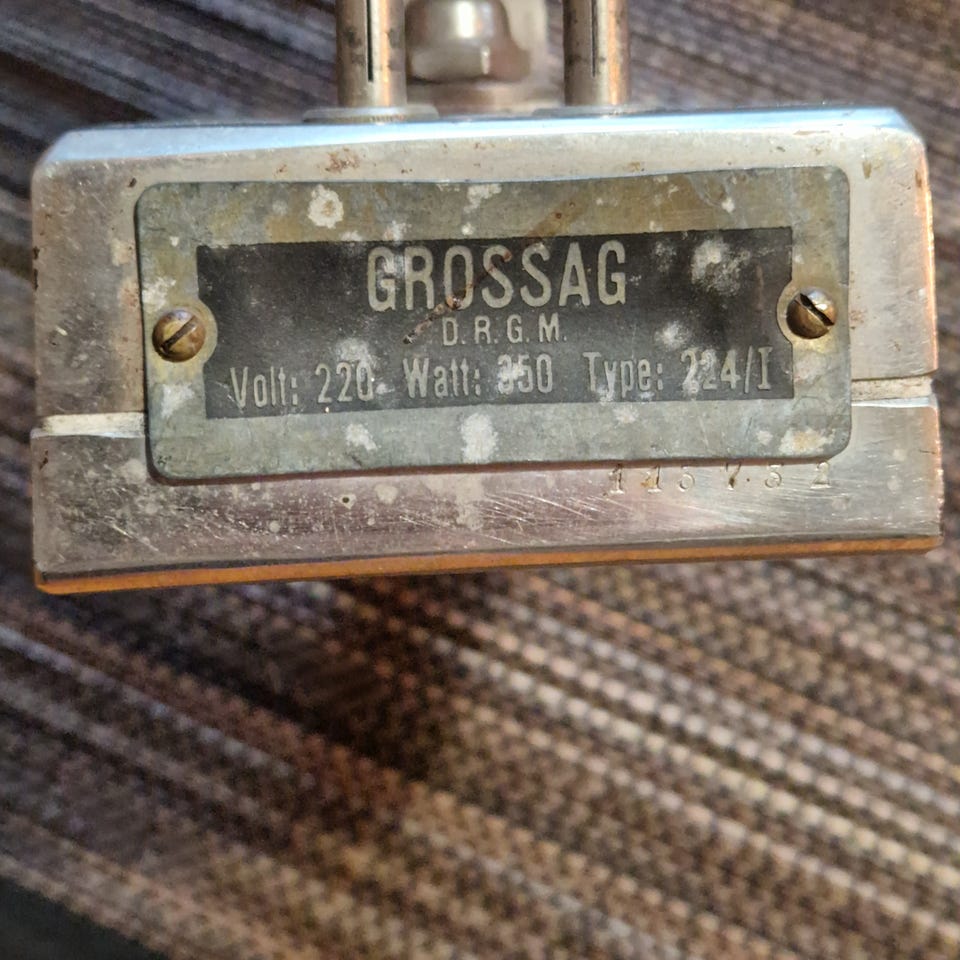 GROSSAG
D.R.G.M.
Volt: 220 Watt: 350 Type: 224/I